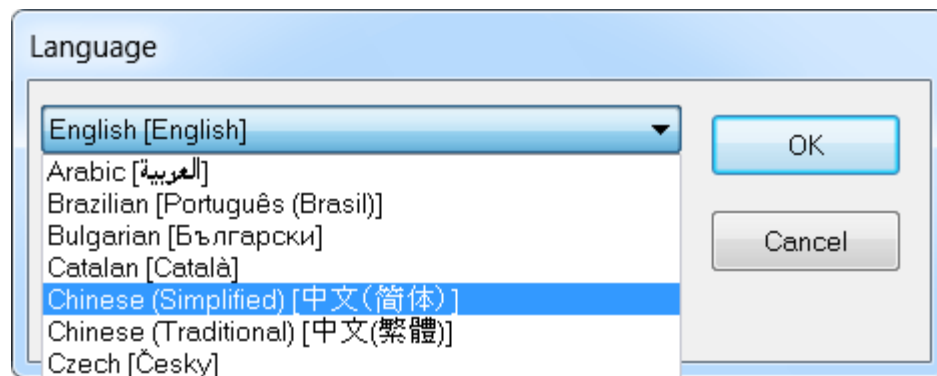 Language
English [English]
OK
Arabic [العربية]
Brazilian [Português (Brasil)]
Bulgarian [Български]
Cancel
Catalan [Català]
Chinese (Simplified) [中文(简体)]
Chinese (Traditional) [中文(繁體)]
Czech [Česky]